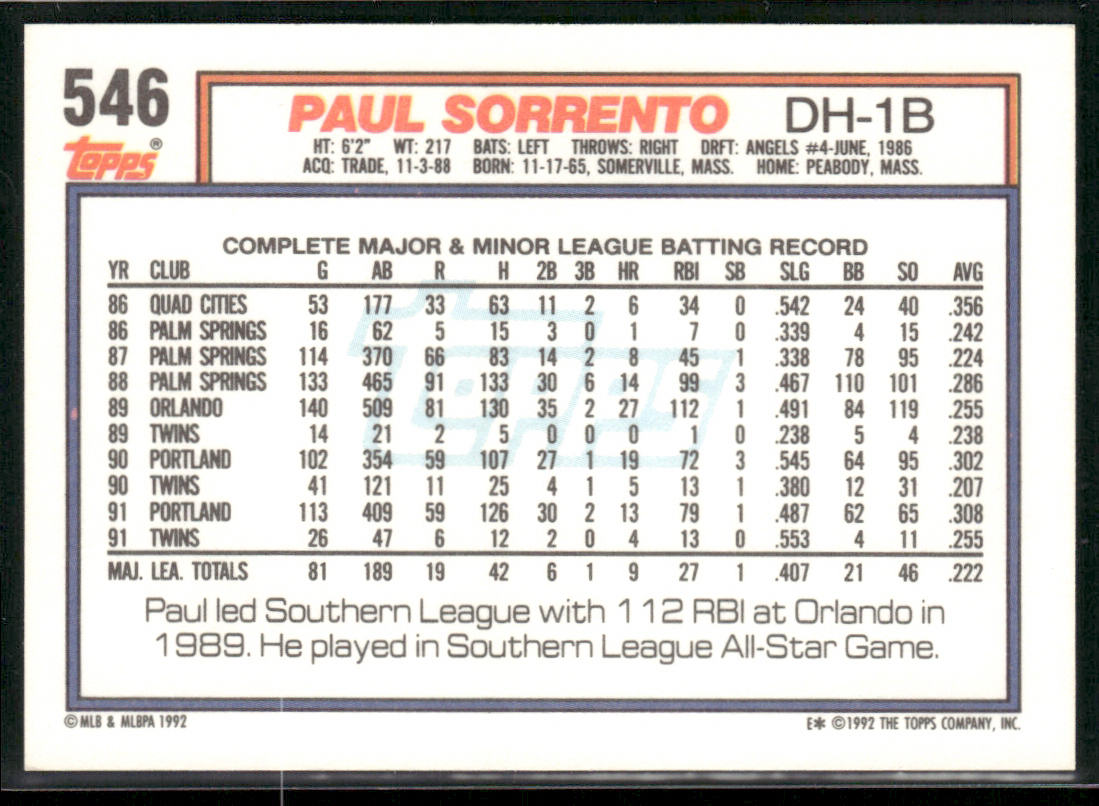 546
PAUL SORRENTO DH-1B
topps®
HT: 6'2" WT: 217 BATS: LEFT THROWS: RIGHT DRFT: ANGELS #4-JUNE, 1986
ACQ: TRADE, 11-3-88 BORN: 11-17-65, SOMERVILLE, MASS. HOME: PEABODY, MASS.
COMPLETE MAJOR & MINOR LEAGUE BATTING RECORD
YR CLUB G AB R H 2B 3B HR RBI SB SLG BB SO AVG
86 QUAD CITIES 53 177 33 63 11 2 6 34 0 .542 24 40 .356
86 PALM SPRINGS 16 62 5 15 3 0 1 7 0 .339 4 15 .242
87 PALM SPRINGS 114 370 66 83 14 2 8 45 1 .338 78 95 .224
88 PALM SPRINGS 133 465 91 133 30 6 14 99 3 .467 110 101 .286
89 ORLANDO 140 509 81 130 35 2 27 112 1 .491 84 119 .255
89 TWINS 14 21 2 5 0 0 0 1 0 .238 5 4 .238
90 PORTLAND 102 354 59 107 27 1 19 72 3 .545 64 95 .302
90 TWINS 41 121 11 25 4 1 5 13 1 .380 12 31 .207
91 PORTLAND 113 409 59 126 30 2 13 79 1 .487 62 65 .308
91 TWINS 26 47 6 12 2 0 4 13 0 .553 4 11 .255
MAJ. LEA. TOTALS 81 189 19 42 6 1 9 27 1 .407 21 46 .222
topps
Paul led Southern League with 112 RBI at Orlando in
1989. He played in Southern League All-Star Game.
© MLB & MLBPA 1992
E* ©1992 THE TOPPS COMPANY, INC.